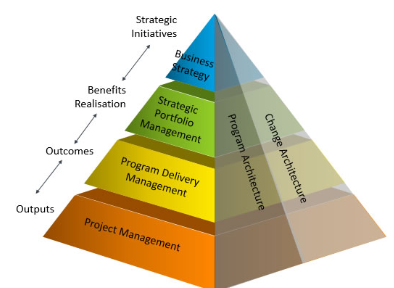 Strategic
Initiatives
Business
Strategy
Benefits
Realisation
Strategic
Portfolio
Management
Outcomes
Program Delivery
Management
Outputs
Project Management
Program Architecture
Change Architecture